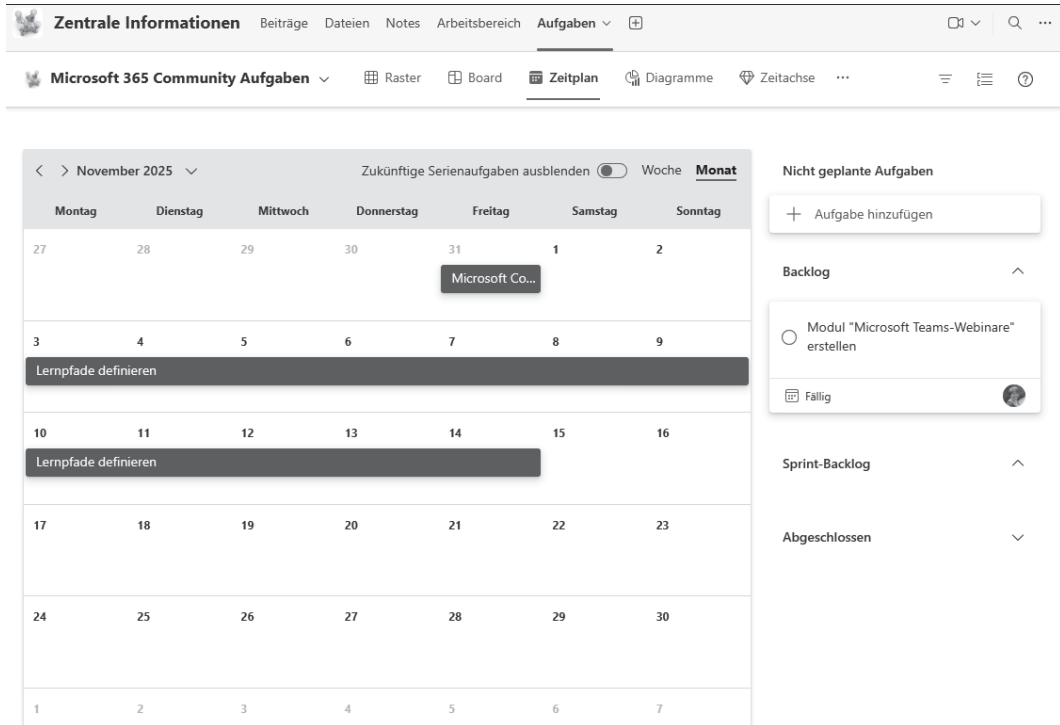 Zentrale Informationen Beiträge Dateien Notes Arbeitsbereich Aufgaben
Microsoft 365 Community Aufgaben Raster Board Zeitplan Diagramme Zeitachse
November 2025 Zukünftige Serienaufgaben ausblenden Woche Monat
Montag Dienstag Mittwoch Donnerstag Freitag Samstag Sonntag
27 28 29 30 31 1 2
Microsoft Co...
3 4 5 6 7 8 9
Lernpfade definieren
10 11 12 13 14 15 16
Lernpfade definieren
17 18 19 20 21 22 23
24 25 26 27 28 29 30
1 2 3 4 5 6 7
Nicht geplante Aufgaben
Aufgabe hinzufügen
Backlog
Modul "Microsoft Teams-Webinare"
erstellen
Fällig
Sprint-Backlog
Abgeschlossen